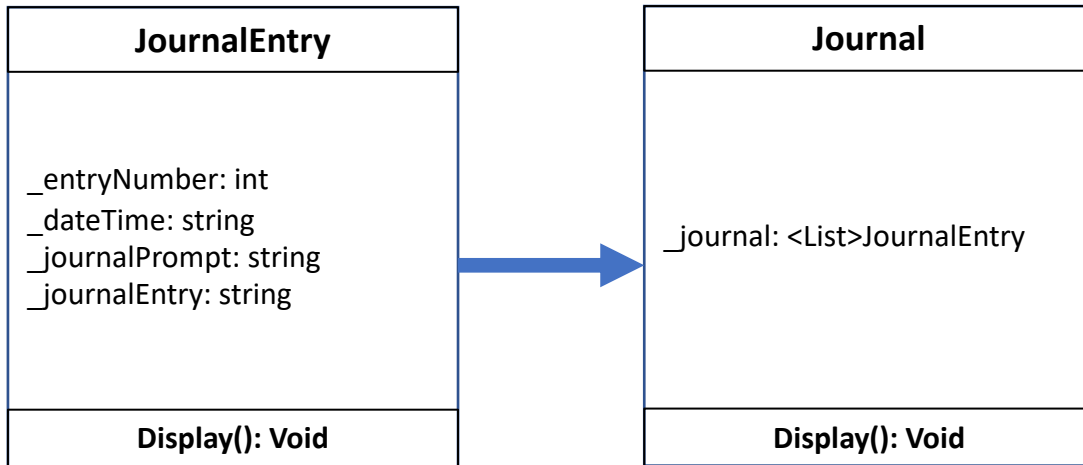 JournalEntry
_entryNumber: int
_dateTime: string
_journalPrompt: string
_journalEntry: string
Display(): Void
Journal
_journal: <List>JournalEntry
Display(): Void